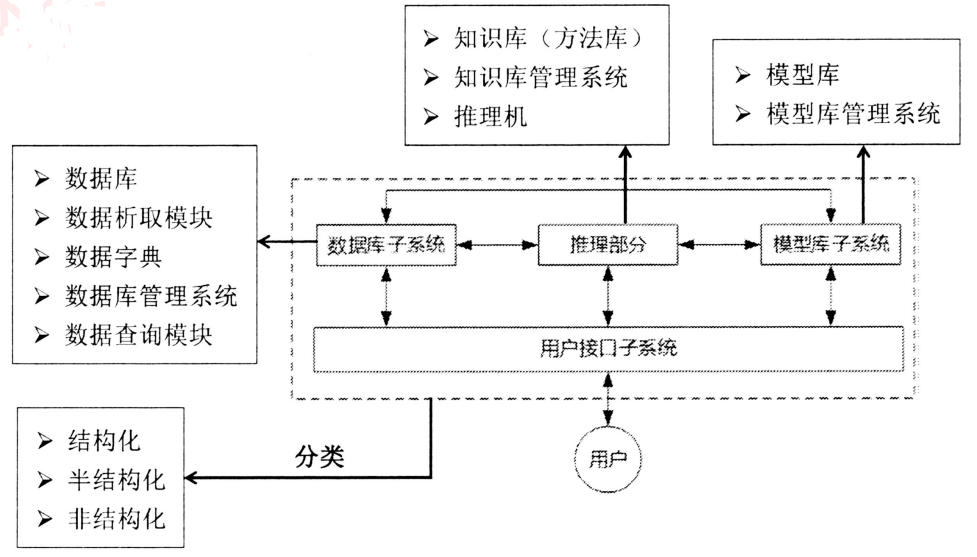 ➢ 知识库（方法库）
➢ 知识库管理系统
➢ 推理机
➢ 模型库
➢ 模型库管理系统
➢ 数据库
➢ 数据析取模块
➢ 数据字典
➢ 数据库管理系统
➢ 数据查询模块
数据库子系统
推理部分
模型库子系统
用户接口子系统
用户
分类
➢ 结构化
➢ 半结构化
➢ 非结构化